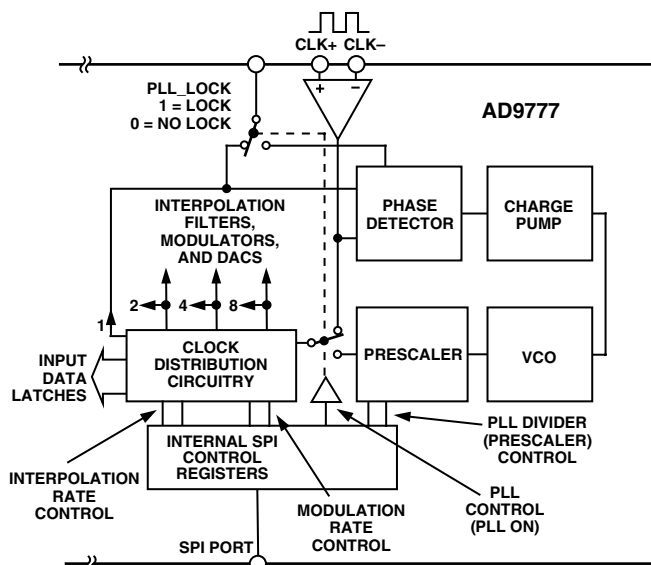 CLK+ CLK–
+ –
PLL_LOCK
1 = LOCK
0 = NO LOCK
AD9777
INTERPOLATION
FILTERS,
MODULATORS,
AND DACS
PHASE
DETECTOR
CHARGE
PUMP
2 4 8
1
CLOCK
DISTRIBUTION
CIRCUITRY
PRESCALER
VCO
INPUT
DATA
LATCHES
INTERNAL SPI
CONTROL
REGISTERS
PLL DIVIDER
(PRESCALER)
CONTROL
INTERPOLATION
RATE
CONTROL
MODULATION
RATE
CONTROL
PLL
CONTROL
(PLL ON)
SPI PORT